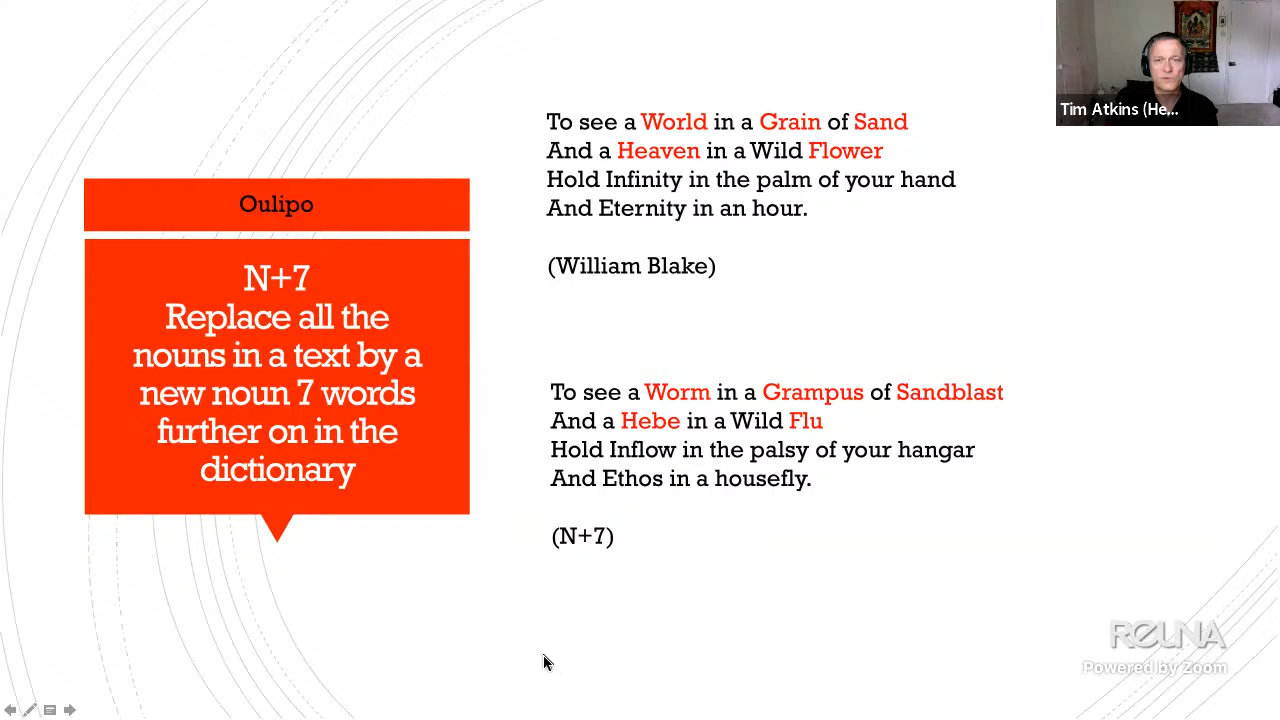 Oulipo
N+7
Replace all the
nouns in a text by a
new noun 7 words
further on in the
dictionary
To see a World in a Grain of Sand
And a Heaven in a Wild Flower
Hold Infinity in the palm of your hand
And Eternity in an hour.
(William Blake)
To see a Worm in a Grampus of Sandblast
And a Hebe in a Wild Flu
Hold Inflow in the palsy of your hangar
And Ethos in a housefly.
(N+7)
Tim Atkins (He...
Powered by Zoom